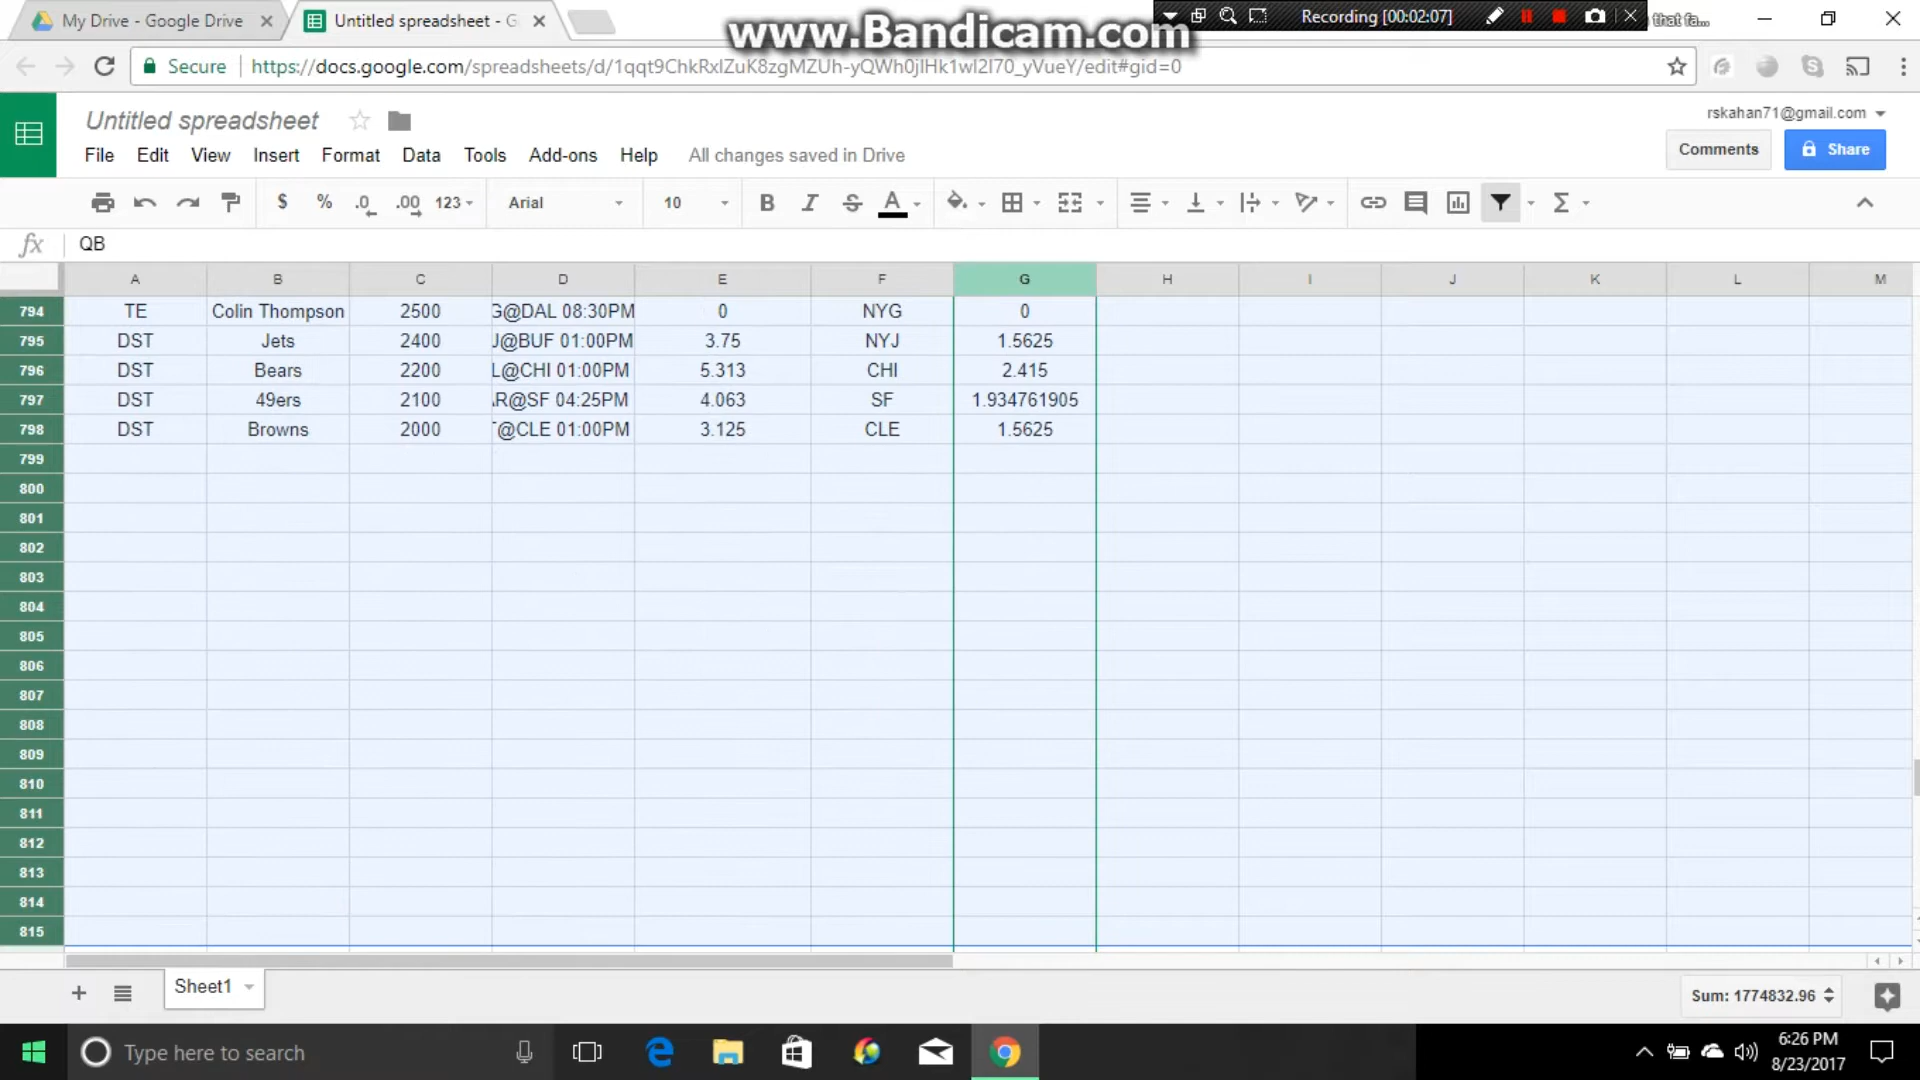 My Drive - Google Drive
Untitled spreadsheet - G
www.Bandicam.com
Recording [00:02:07]
that fa...
Secure
https://docs.google.com/spreadsheets/d/1qqt9ChkRxlZuK8zgMZUh-yQWh0jlHk1wl2I70_yVueY/edit#gid=0
Untitled spreadsheet
rskahan71@gmail.com
File Edit View Insert Format Data Tools Add-ons Help All changes saved in Drive
Comments
Share
$ % .0 .00 123 Arial 10 B I S A Σ
fx QB
A B C D E F G H I J K L M
794 TE Colin Thompson 2500 G@DAL 08:30PM 0 NYG 0
795 DST Jets 2400 J@BUF 01:00PM 3.75 NYJ 1.5625
796 DST Bears 2200 L@CHI 01:00PM 5.313 CHI 2.415
797 DST 49ers 2100 AR@SF 04:25PM 4.063 SF 1.934761905
798 DST Browns 2000 T@CLE 01:00PM 3.125 CLE 1.5625
799
800
801
802
803
804
805
806
807
808
809
810
811
812
813
814
815
Sheet1
Sum: 1774832.96
Type here to search
6:26 PM
8/23/2017